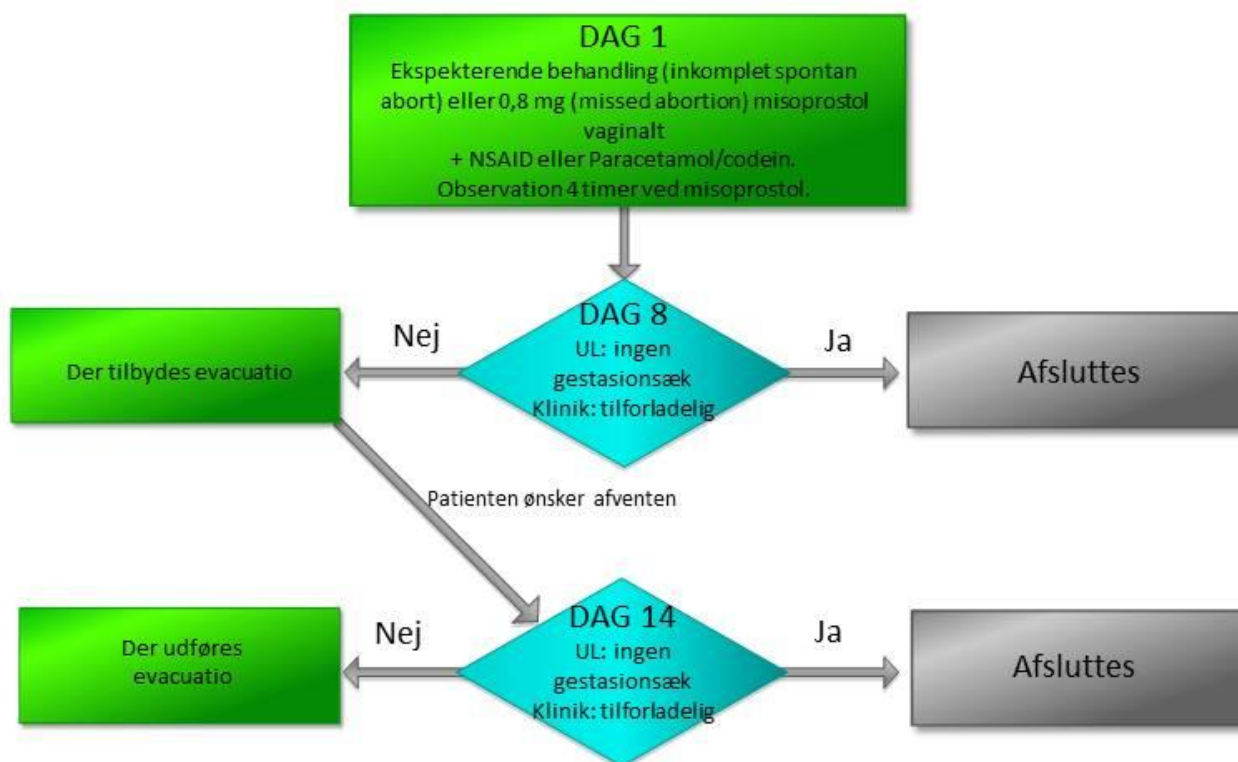 DAG 1
Ekspekterende behandling (inkomplet spontan
abort) eller 0,8 mg (missed abortion) misoprostol
vaginalt
+ NSAID eller Paracetamol/codein.
Observation 4 timer ved misoprostol.
Der tilbydes evacuatio
Nej
DAG 8
UL: ingen
gestasionsæk
Klinik: tilforladelig
Ja
Afsluttes
Patienten ønsker afventen
Der udføres
evacuatio
Nej
DAG 14
UL: ingen
gestasionsæk
Klinik: tilforladelig
Ja
Afsluttes